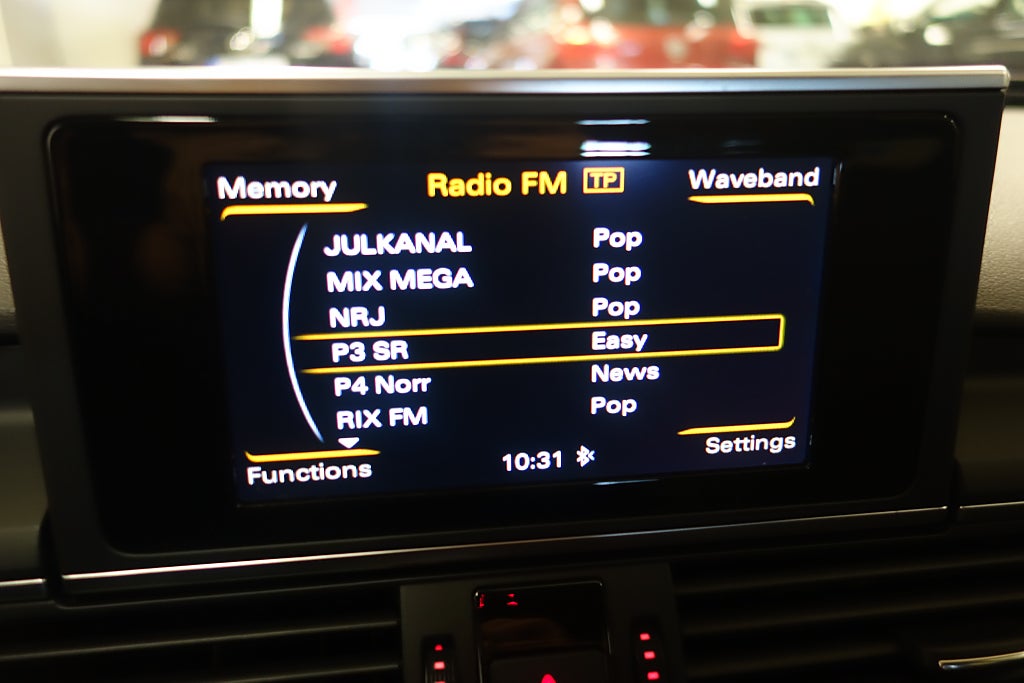 Memory Radio FM TP Waveband
JULKANAL Pop
MIX MEGA Pop
NRJ Pop
P3 SR Easy
P4 Norr News
RIX FM Pop
Functions 10:31 Settings